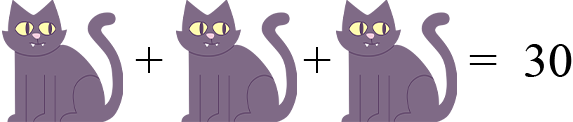 + + = 30